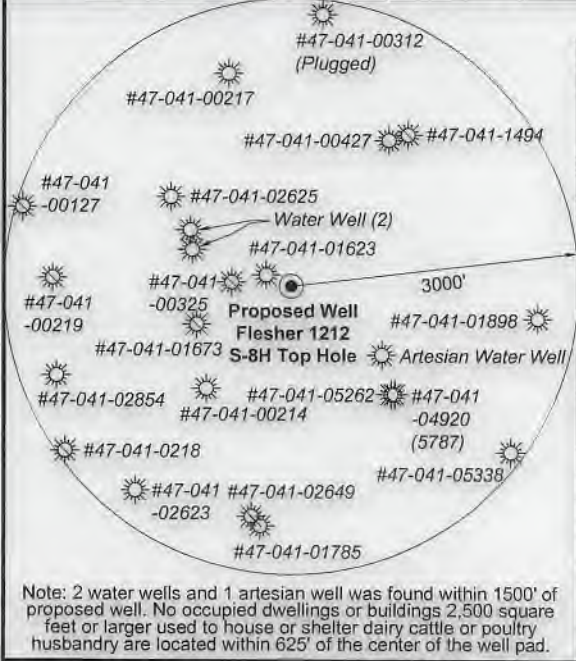 #47-041-00312
(Plugged)
#47-041-00217
#47-041-00427
#47-041-1494
#47-041
-00127
#47-041-02625
Water Well (2)
#47-041-01623
#47-041
-00325
3000'
#47-041
-00219
Proposed Well
Flesher 1212
S-8H Top Hole
#47-041-01898
#47-041-01673
Artesian Water Well
#47-041-02854
#47-041-00214
#47-041-05262
#47-041
-04920
(5787)
#47-041-0218
#47-041-05338
#47-041
-02623
#47-041-02649
#47-041-01785
Note: 2 water wells and 1 artesian well was found within 1500' of
proposed well. No occupied dwellings or buildings 2,500 square
feet or larger used to house or shelter dairy cattle or poultry
husbandry are located within 625' of the center of the well pad.